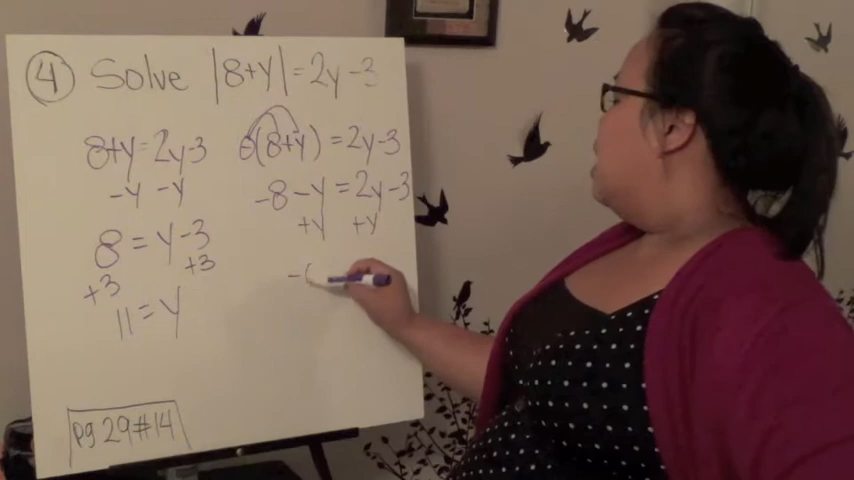 4 Solve |8+y|=2y-3
8+y=2y-3
-y -y
8=y-3
+3 +3
11=y
-(8+y)=2y-3
-8-y=2y-3
+y +y
-
pg 29#14